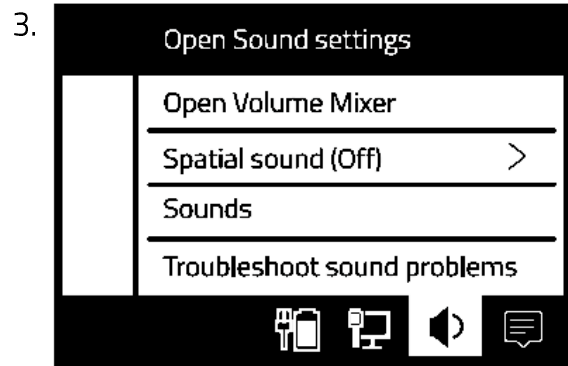 3.
Open Sound settings
Open Volume Mixer
Spatial sound (Off)
Sounds
Troubleshoot sound problems